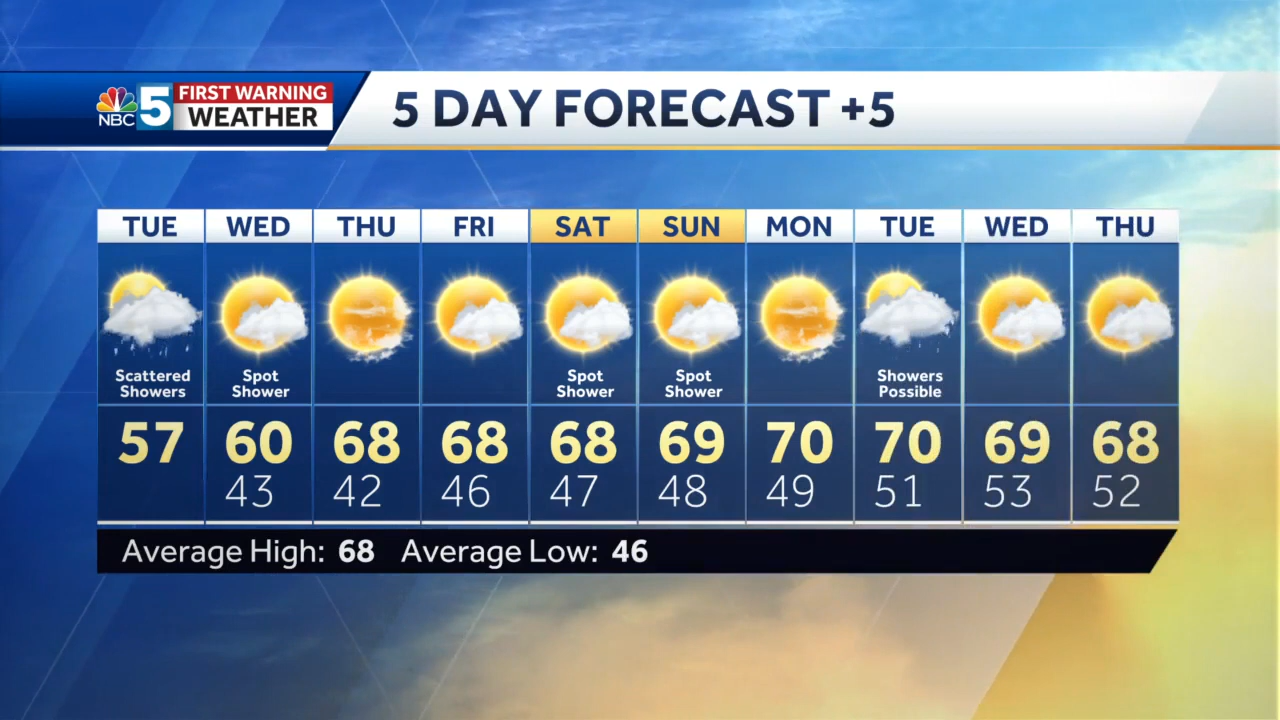 NBC 5 FIRST WARNING WEATHER
5 DAY FORECAST +5
TUE WED THU FRI SAT SUN MON TUE WED THU
Scattered Spot Spot Spot Showers
Showers Shower Shower Shower Possible
57 60 68 68 68 69 70 70 69 68
43 42 46 47 48 49 51 53 52
Average High: 68 Average Low: 46